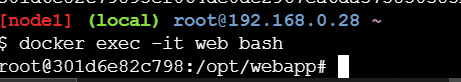 [node1] (local) root@192.168.0.28 ~
$ docker exec -it web bash
root@301d6e82c798:/opt/webapp#